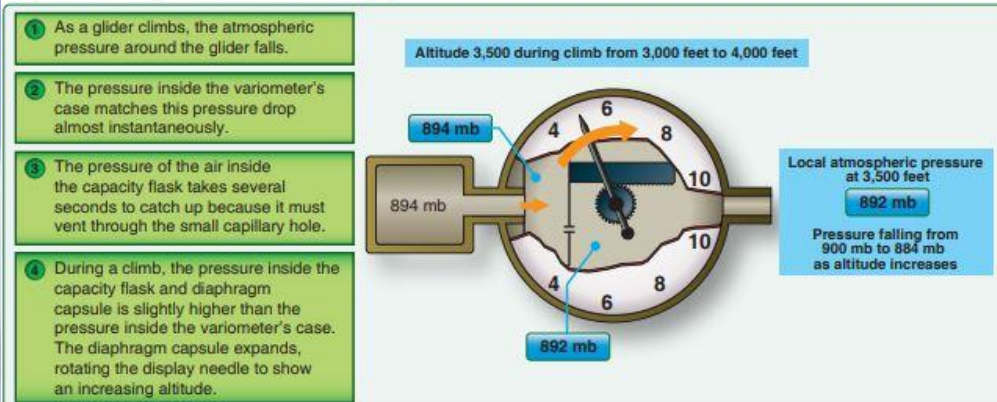 1 As a glider climbs, the atmospheric
pressure around the glider falls.
2 The pressure inside the variometer's
case matches this pressure drop
almost instantaneously.
3 The pressure of the air inside
the capacity flask takes several
seconds to catch up because it must
vent through the small capillary hole.
4 During a climb, the pressure inside the
capacity flask and diaphragm
capsule is slightly higher than the
pressure inside the variometer's case.
The diaphragm capsule expands,
rotating the display needle to show
an increasing altitude.
Altitude 3,500 during climb from 3,000 feet to 4,000 feet
894 mb
894 mb
4
6
8
10
10
8
6
4
892 mb
Local atmospheric pressure
at 3,500 feet
892 mb
Pressure falling from
900 mb to 884 mb
as altitude increases